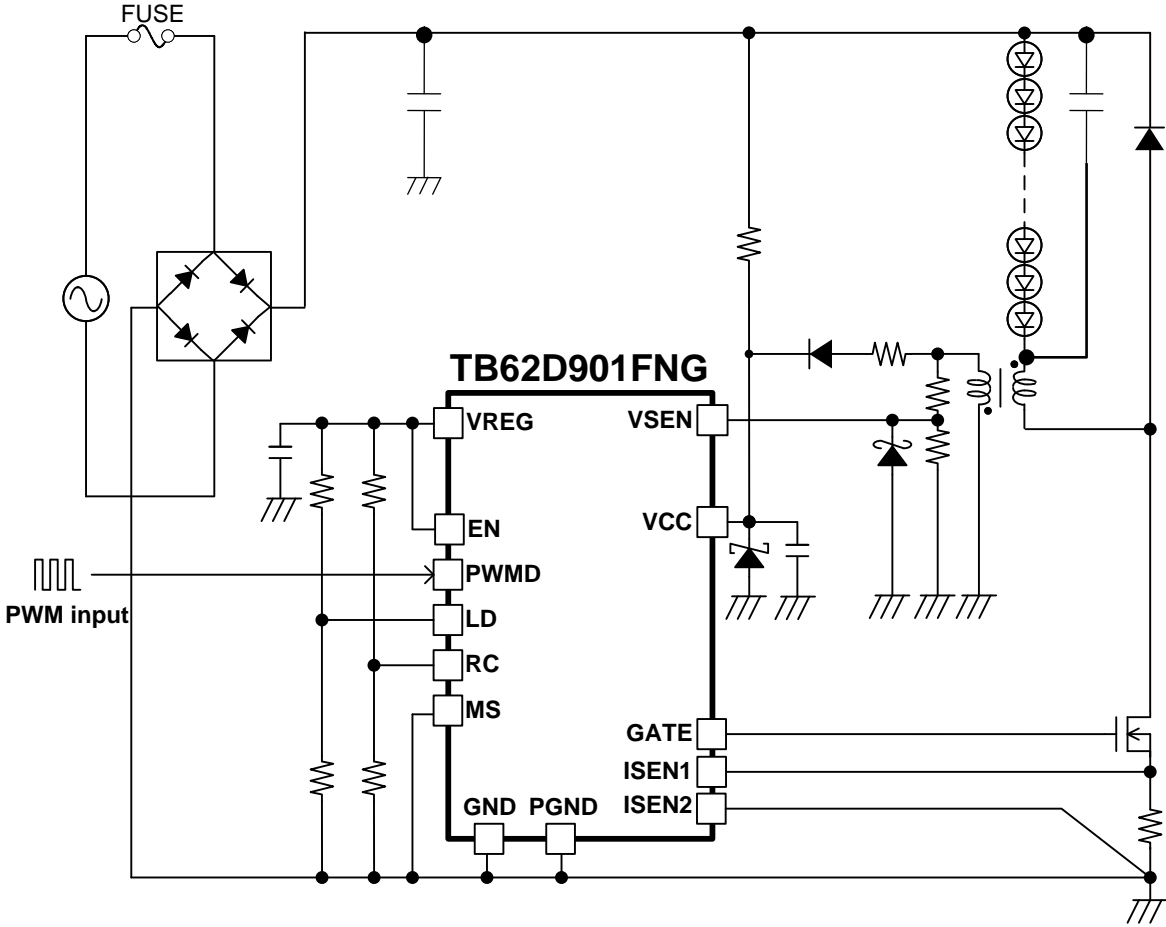 FUSE
TB62D901FNG
VREG
VSEN
EN
VCC
PWMD
PWM input
LD
RC
MS
GATE
ISEN1
ISEN2
GND PGND